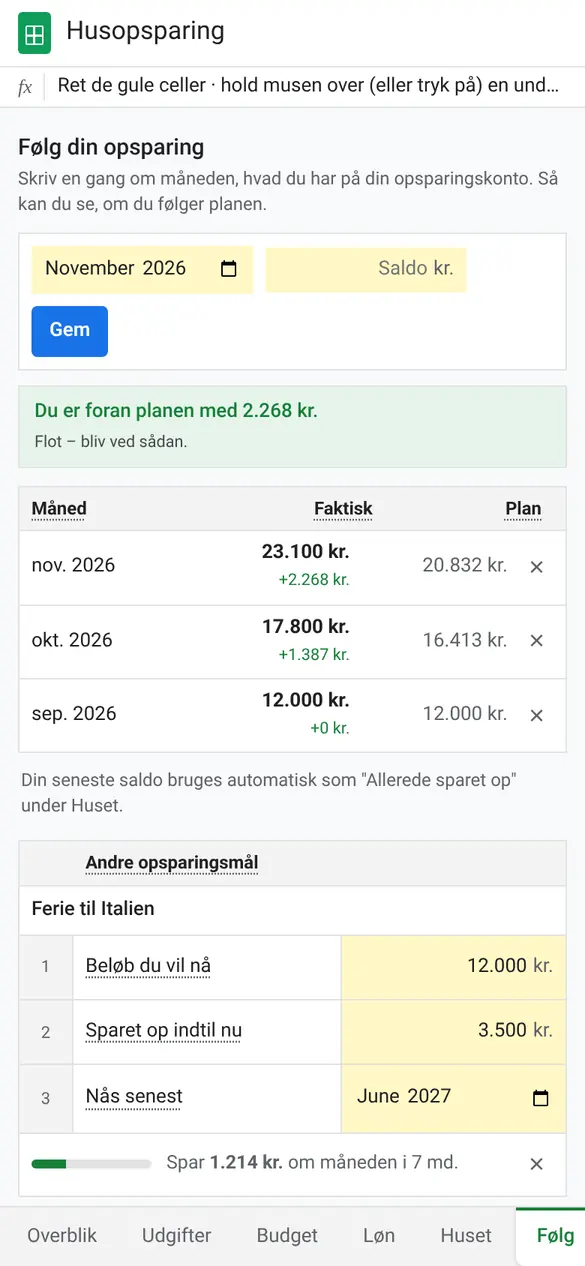 Husopsparing
fx Ret de gule celler · hold musen over (eller tryk på) en und…
Følg din opsparing
Skriv en gang om måneden, hvad du har på din opsparingskonto. Så
kan du se, om du følger planen.
November 2026 Saldo kr.
Gem
Du er foran planen med 2.268 kr.
Flot – bliv ved sådan.
Måned Faktisk Plan
nov. 2026 23.100 kr. 20.832 kr. ×
+2.268 kr.
okt. 2026 17.800 kr. 16.413 kr. ×
+1.387 kr.
sep. 2026 12.000 kr. 12.000 kr. ×
+0 kr.
Din seneste saldo bruges automatisk som "Allerede sparet op"
under Huset.
Andre opsparingsmål
Ferie til Italien
1 Beløb du vil nå 12.000 kr.
2 Sparet op indtil nu 3.500 kr.
3 Nås senest June 2027
Spar 1.214 kr. om måneden i 7 md. ×
Overblik Udgifter Budget Løn Huset Følg